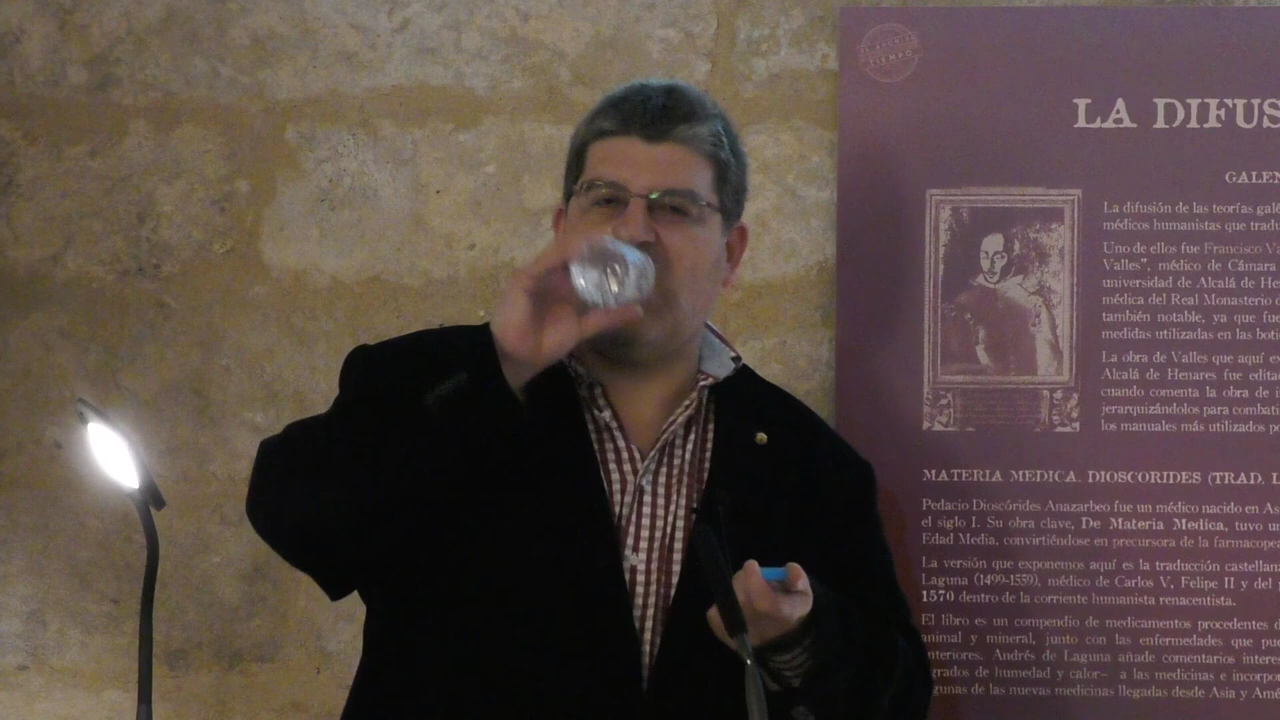 TIEMPO
LA DIFUS
GALEN
La difusión de las teorías galé
médicos humanistas que tradu
Uno de ellos fue Francisco Va
Valles", médico de Cámara
universidad de Alcalá de He
médica del Real Monasterio
también notable, ya que fue
medidas utilizadas en las boti
La obra de Valles que aquí ex
Alcalá de Henares fue edita
cuando comenta la obra de
jerarquizándolos para combati
los manuales más utilizados po
MATERIA MEDICA. DIOSCORIDES (TRAD. L
Pedacio Dioscórides Anazarbeo fue un médico nacido en As
el siglo I. Su obra clave, De Materia Medica, tuvo un
Edad Media, convirtiéndose en precursora de la farmacope
La versión que exponemos aquí es la traducción castellan
Laguna (1499-1559), médico de Carlos V, Felipe II y del
1570 dentro de la corriente humanista renacentista.
El libro es un compendio de medicamentos procedentes d
animal y mineral, junto con las enfermedades que pue
nteriores. Andrés de Laguna añade comentarios interes
grados de humedad y calor- a las medicinas e incorpo
gunas de las nuevas medicinas llegadas desde Asia y Amé